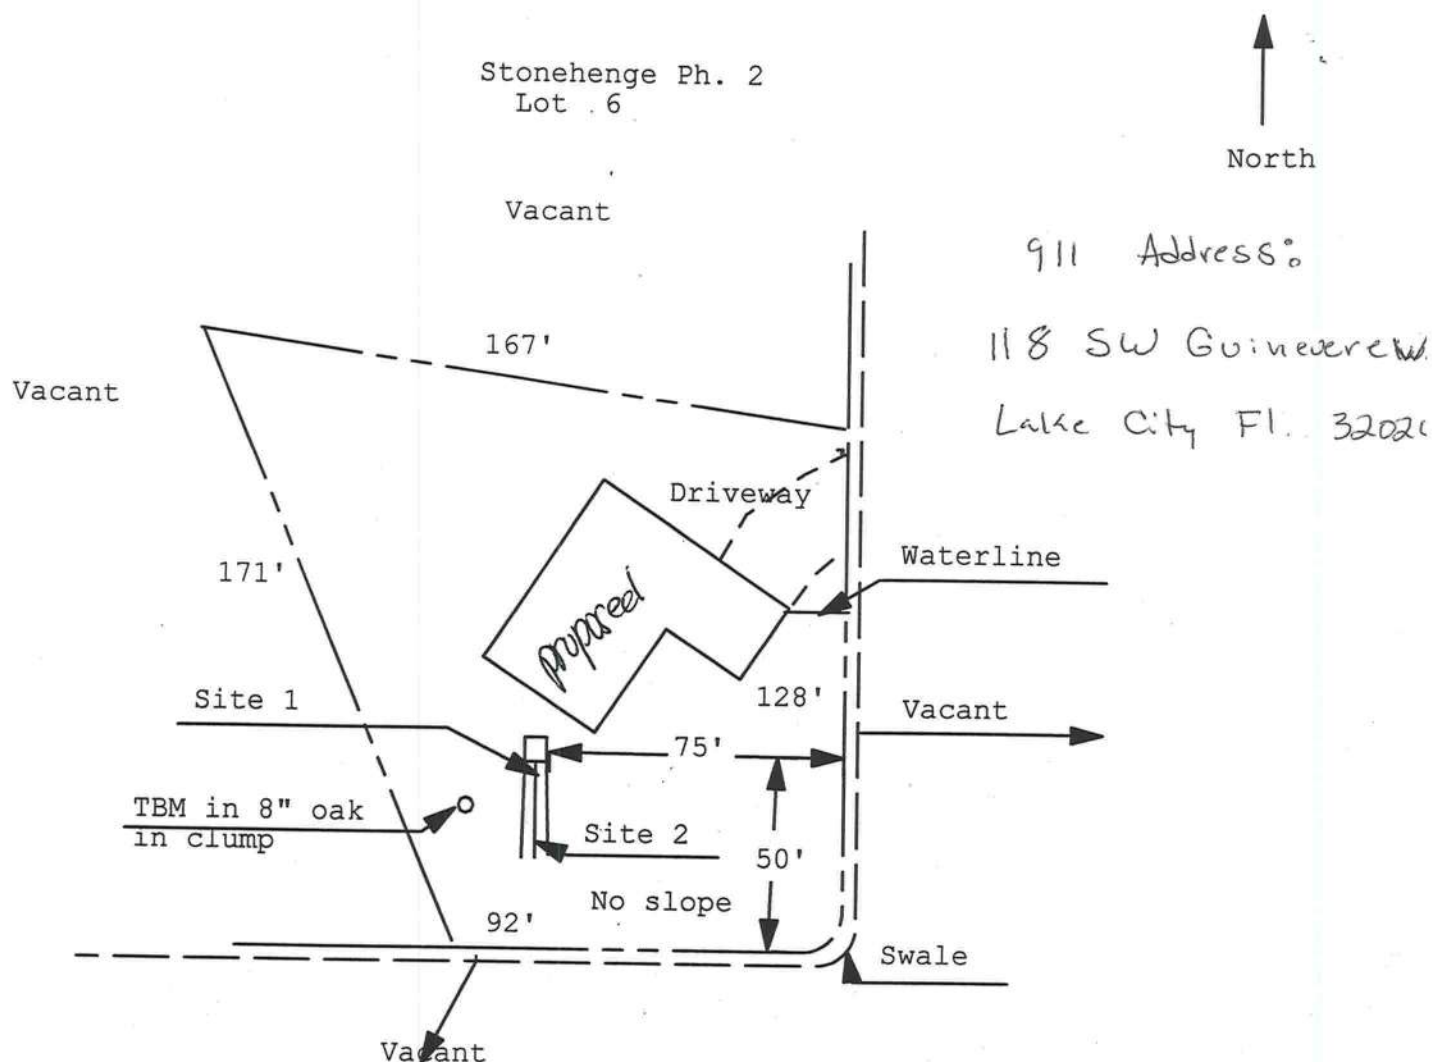 Stonehenge Ph. 2
Lot 6
North
Vacant
911 Address:
118 SW Guinevere
Lake City Fl. 3202
167'
Vacant
Driveway
Waterline
171'
proposed
Site 1
128'
Vacant
75'
TBM in 8" oak
in clump
Site 2
50'
No slope
92'
Swale
Vacant